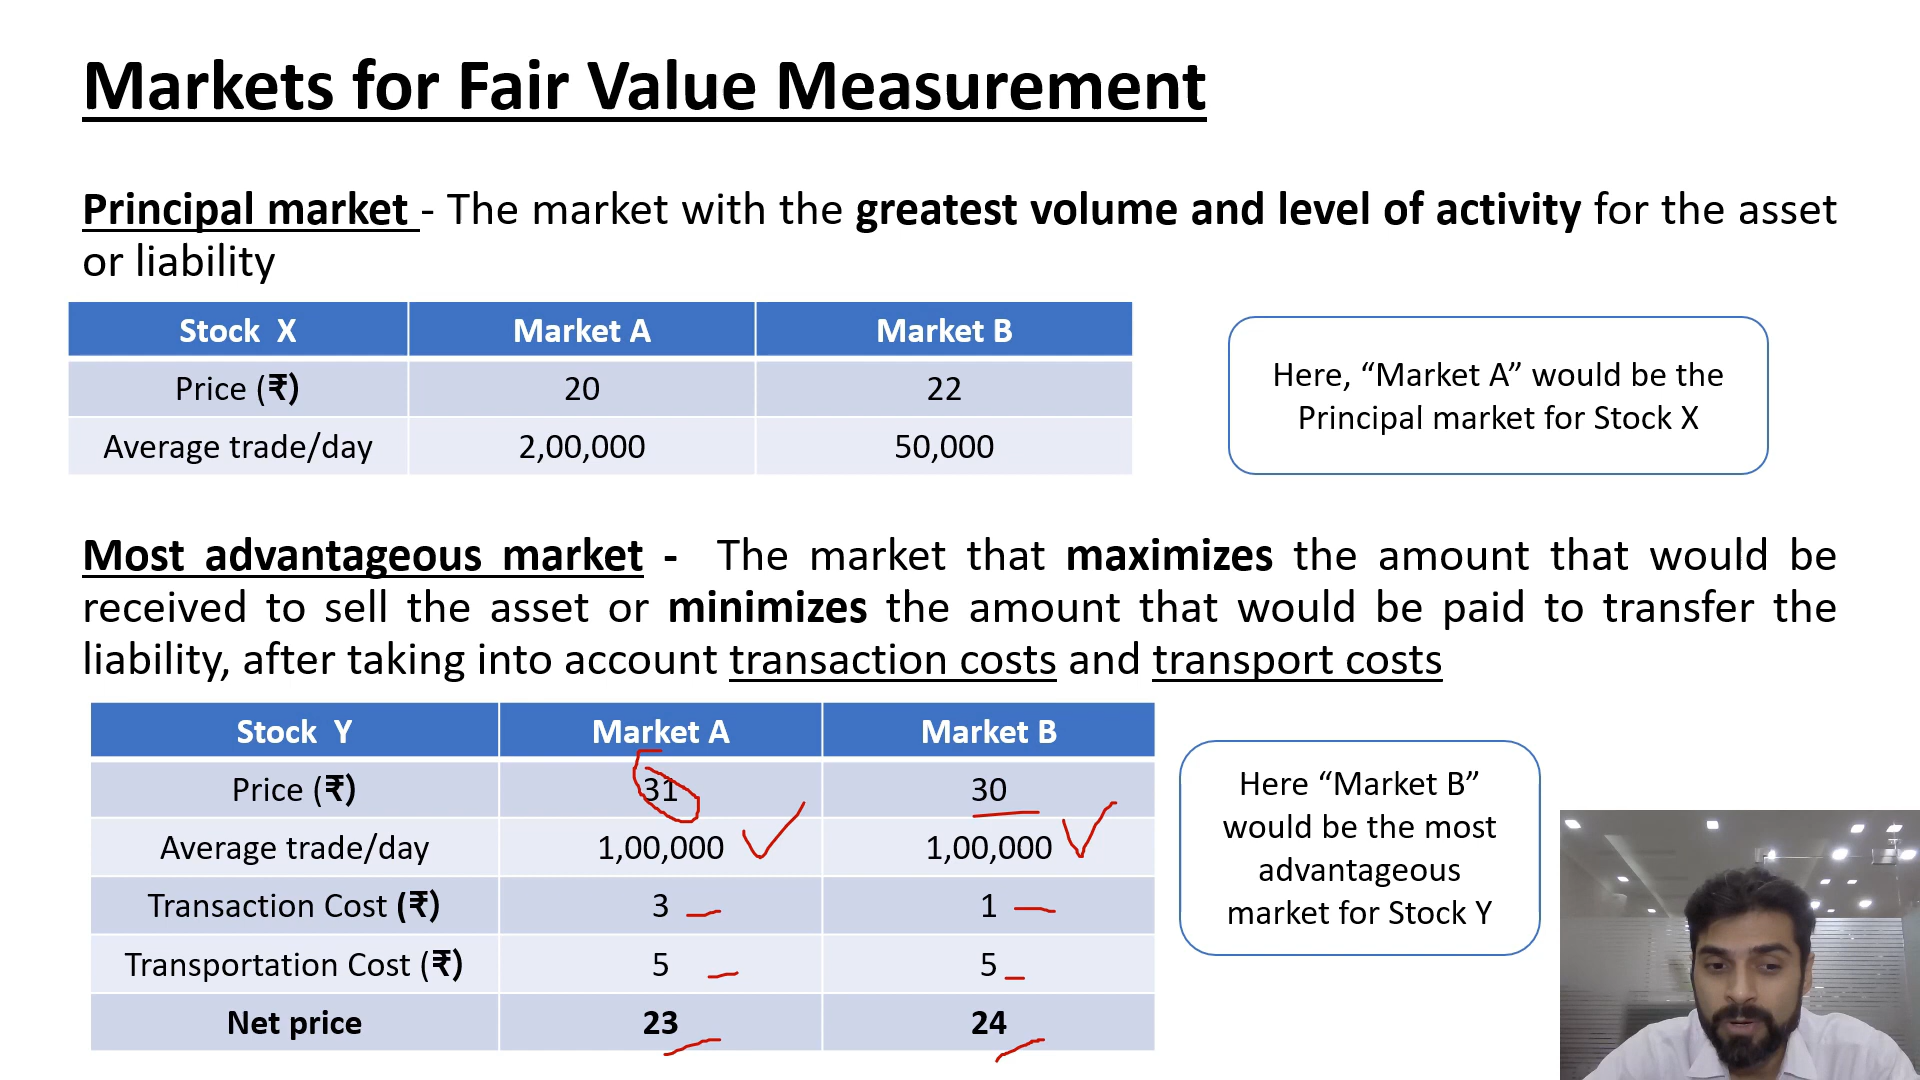 Markets for Fair Value Measurement
Principal market - The market with the greatest volume and level of activity for the asset
or liability
Stock X Market A Market B
Price (₹) 20 22
Average trade/day 2,00,000 50,000
Here, “Market A” would be the
Principal market for Stock X
Most advantageous market - The market that maximizes the amount that would be
received to sell the asset or minimizes the amount that would be paid to transfer the
liability, after taking into account transaction costs and transport costs
Stock Y Market A Market B
Price (₹) 31 30
Average trade/day 1,00,000 1,00,000
Transaction Cost (₹) 3 1
Transportation Cost (₹) 5 5
Net price 23 24
Here “Market B”
would be the most
advantageous
market for Stock Y